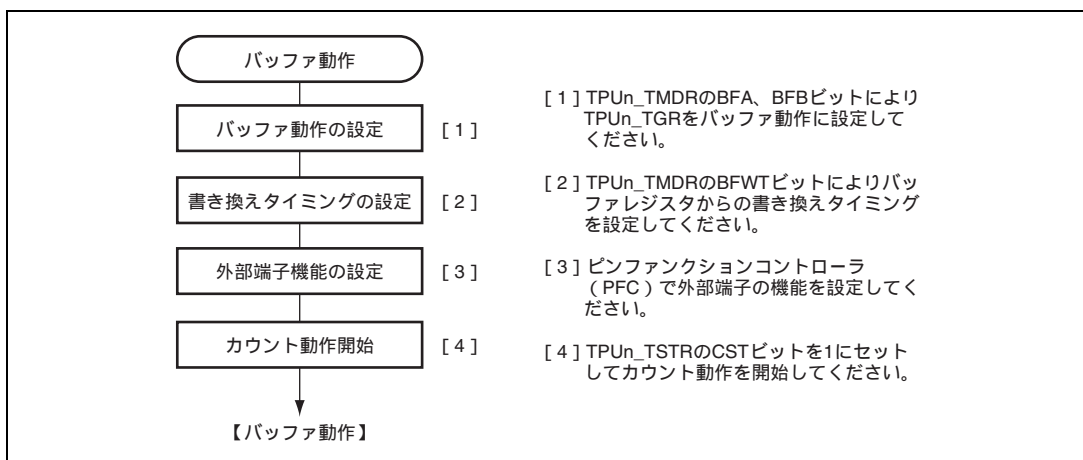 バッファ動作
バッファ動作の設定 [1]
書き換えタイミングの設定 [2]
外部端子機能の設定 [3]
カウント動作開始 [4]
【バッファ動作】
[1] TPUn_TMDRのBFA、BFBビットにより
TPUn_TGRをバッファ動作に設定して
ください。
[2] TPUn_TMDRのBFWTビットによりバッ
ファレジスタからの書き換えタイミング
を設定してください。
[3] ピンファンクションコントローラ
（PFC）で外部端子の機能を設定してく
ださい。
[4] TPUn_TSTRのCSTビットを1にセット
してカウント動作を開始してください。